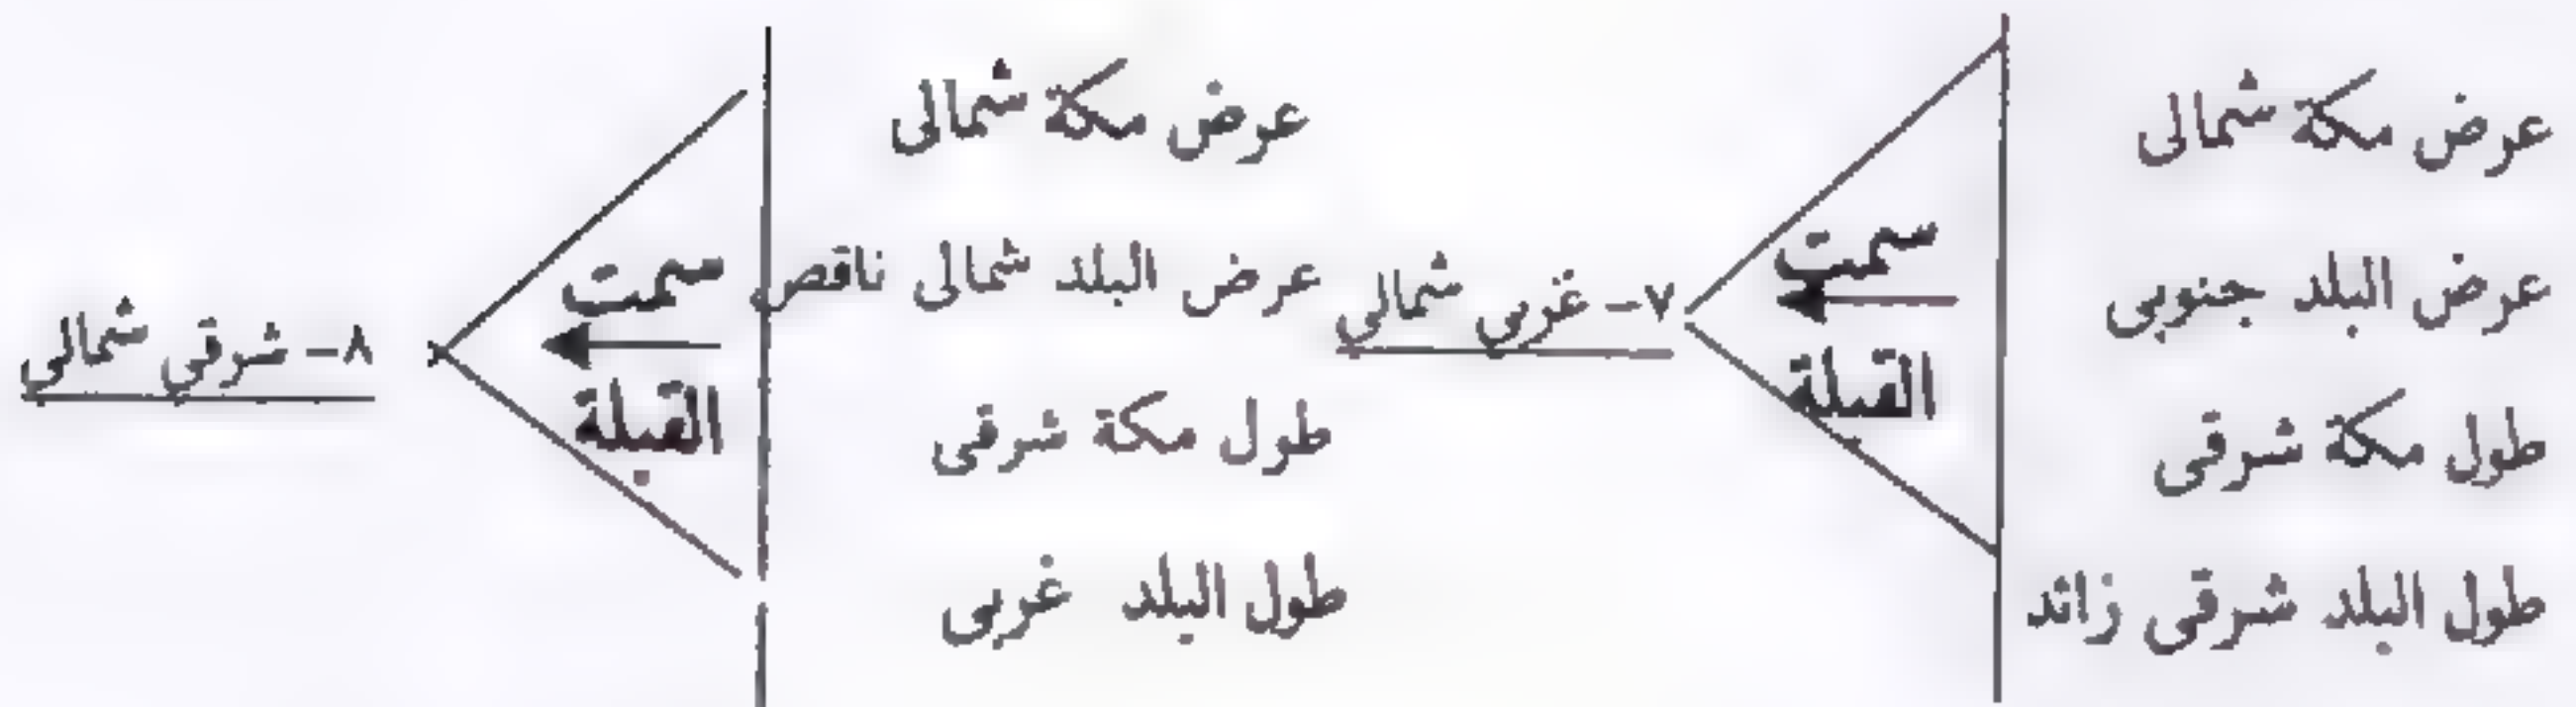 عرض مكة شمالى
عرض البلد جنوبى
طول مكة شرقى
طول البلد شرقى زائد
سمت
القبلة
٧- غربي شمالي
عرض مكة شمالى
عرض البلد شمالى ناقص
طول مكة شرقى
طول البلد غربى
سمت
القبلة
٨- شرقي شمالي